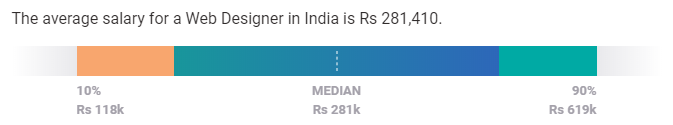 The average salary for a Web Designer in India is Rs 281,410.
10% MEDIAN 90%
Rs 118k Rs 281k Rs 619k